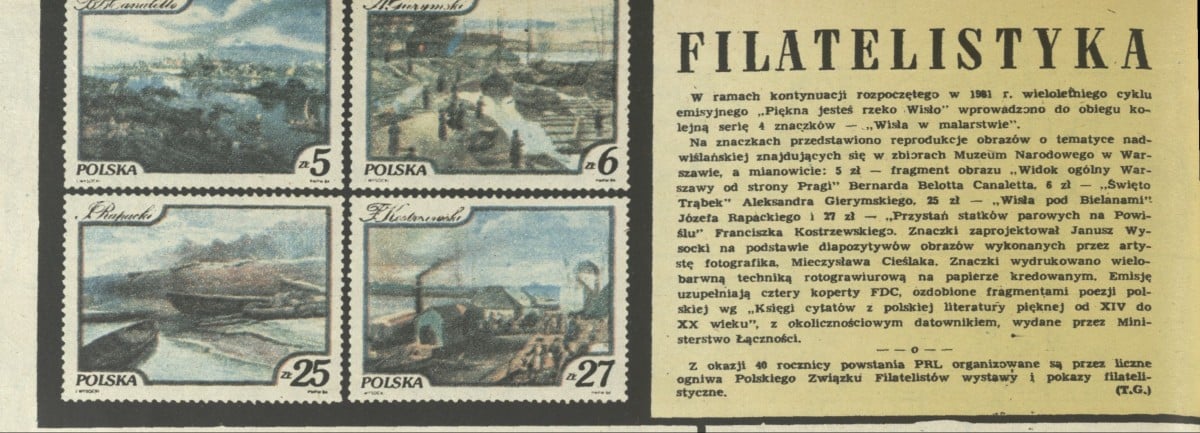 B. Canaletto
A. Gierymski
POLSKA
zł 5
POLSKA
zł 6
J. Rapacki
F. Kostrzewski
POLSKA
zł 25
POLSKA
zł 27
FILATELISTYKA
W ramach kontynuacji rozpoczętego w 1981 r. wieloletniego cyklu
emisyjnego „Piękna jesteś rzeko Wisło" wprowadzono do obiegu ko-
lejną serię 4 znaczków — „Wisła w malarstwie".
Na znaczkach przedstawiono reprodukcje obrazów o tematyce nad-
wiślańskiej znajdujących się w zbiorach Muzeum Narodowego w War-
szawie, a mianowicie: 5 zł — fragment obrazu „Widok ogólny War-
szawy od strony Pragi" Bernarda Belotta Canaletta, 6 zł — „Święto
Trąbek" Aleksandra Gierymskiego, 25 zł — „Wisła pod Bielanami"
Józefa Rapackiego i 27 zł — „Przystań statków parowych na Powi-
ślu" Franciszka Kostrzewskiego. Znaczki zaprojektował Janusz Wy-
socki na podstawie diapozytywów obrazów wykonanych przez arty-
stę fotografika, Mieczysława Cieślaka. Znaczki wydrukowano wielo-
barwną techniką rotograwiurową na papierze kredowanym. Emisję
uzupełniają cztery koperty FDC, ozdobione fragmentami poezji pol-
skiej wg „Księgi cytatów z polskiej literatury pięknej od XIV do
XX wieku", z okolicznościowym datownikiem, wydane przez Mini-
sterstwo Łączności.
— o —
Z okazji 40 rocznicy powstania PRL organizowane są przez liczne
ogniwa Polskiego Związku Filatelistów wystawy i pokazy filateli-
styczne. (T.G.)